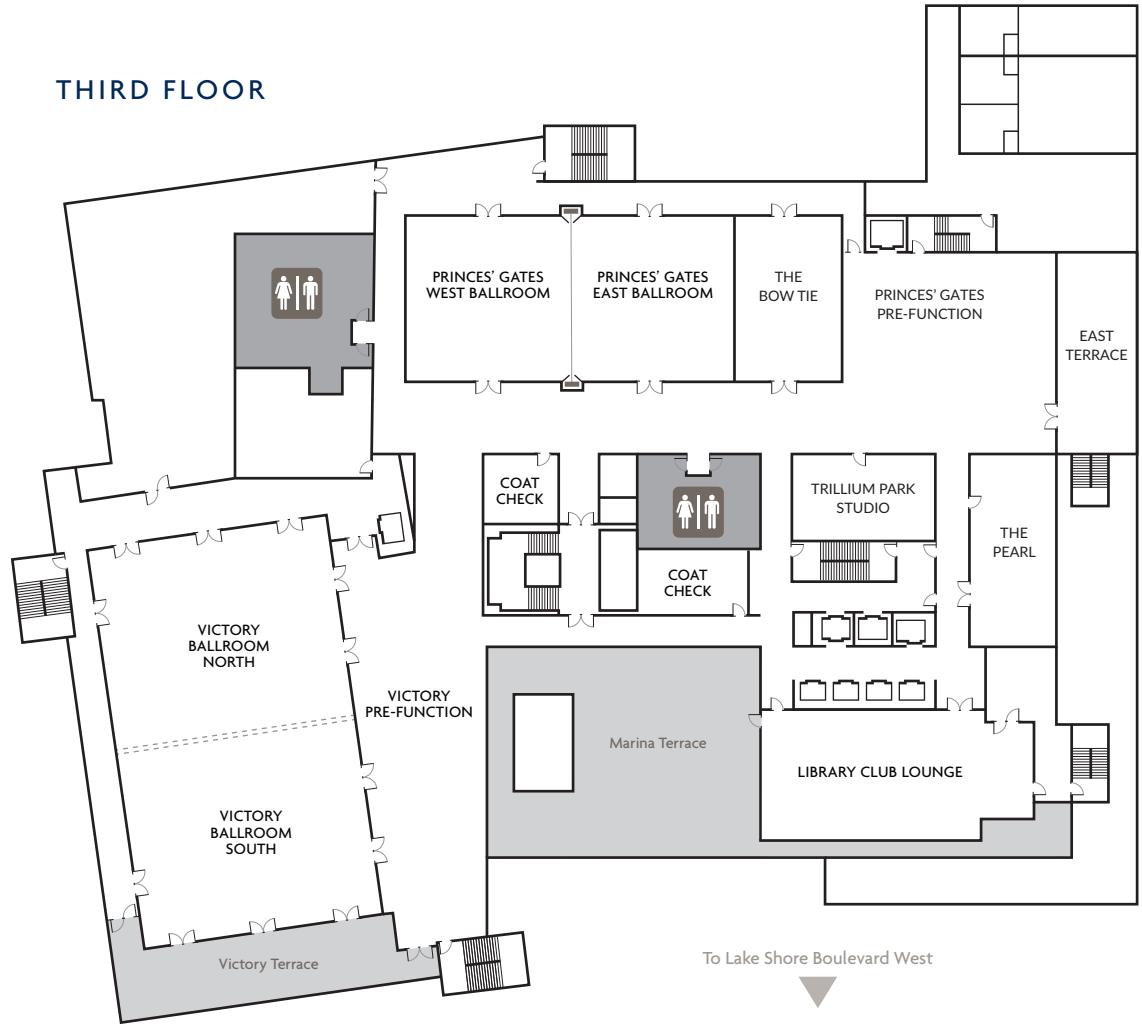 THIRD FLOOR
PRINCES' GATES
WEST BALLROOM
PRINCES' GATES
EAST BALLROOM
THE
BOW TIE
PRINCES' GATES
PRE-FUNCTION
EAST
TERRACE
COAT
CHECK
TRILLIUM PARK
STUDIO
THE
PEARL
COAT
CHECK
VICTORY
BALLROOM
NORTH
VICTORY
PRE-FUNCTION
Marina Terrace
LIBRARY CLUB LOUNGE
VICTORY
BALLROOM
SOUTH
Victory Terrace
To Lake Shore Boulevard West